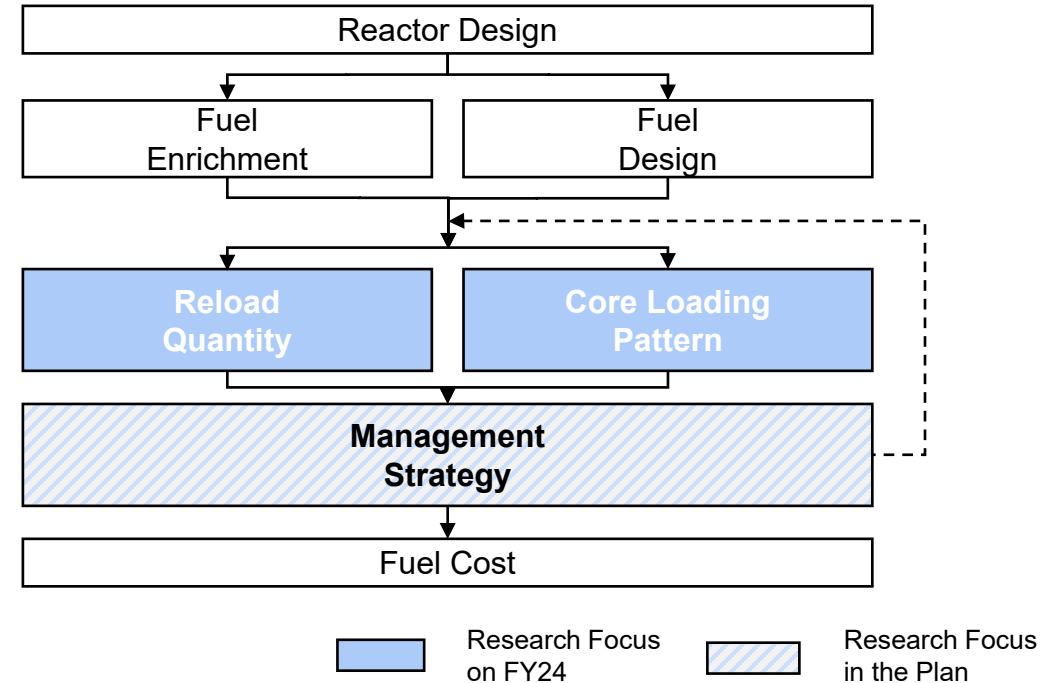 Reactor Design
Fuel
Enrichment
Fuel
Design
Reload
Quantity
Core Loading
Pattern
Management
Strategy
Fuel Cost
Research Focus
on FY24
Research Focus
in the Plan